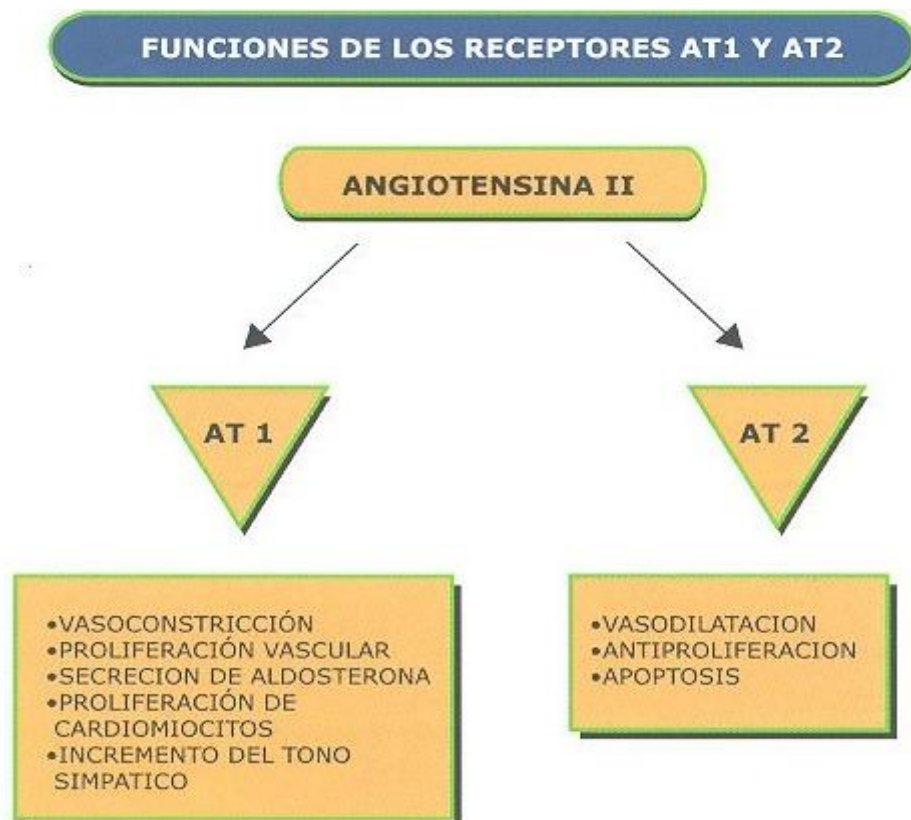 FUNCIONES DE LOS RECEPTORES AT1 Y AT2
ANGIOTENSINA II
AT 1
AT 2
•VASOCONSTRICCIÓN
•PROLIFERACIÓN VASCULAR
•SECRECION DE ALDOSTERONA
•PROLIFERACIÓN DE
CARDIOMIOCITOS
•INCREMENTO DEL TONO
SIMPATICO
•VASODILATACION
•ANTIPROLIFERACION
•APOPTOSIS